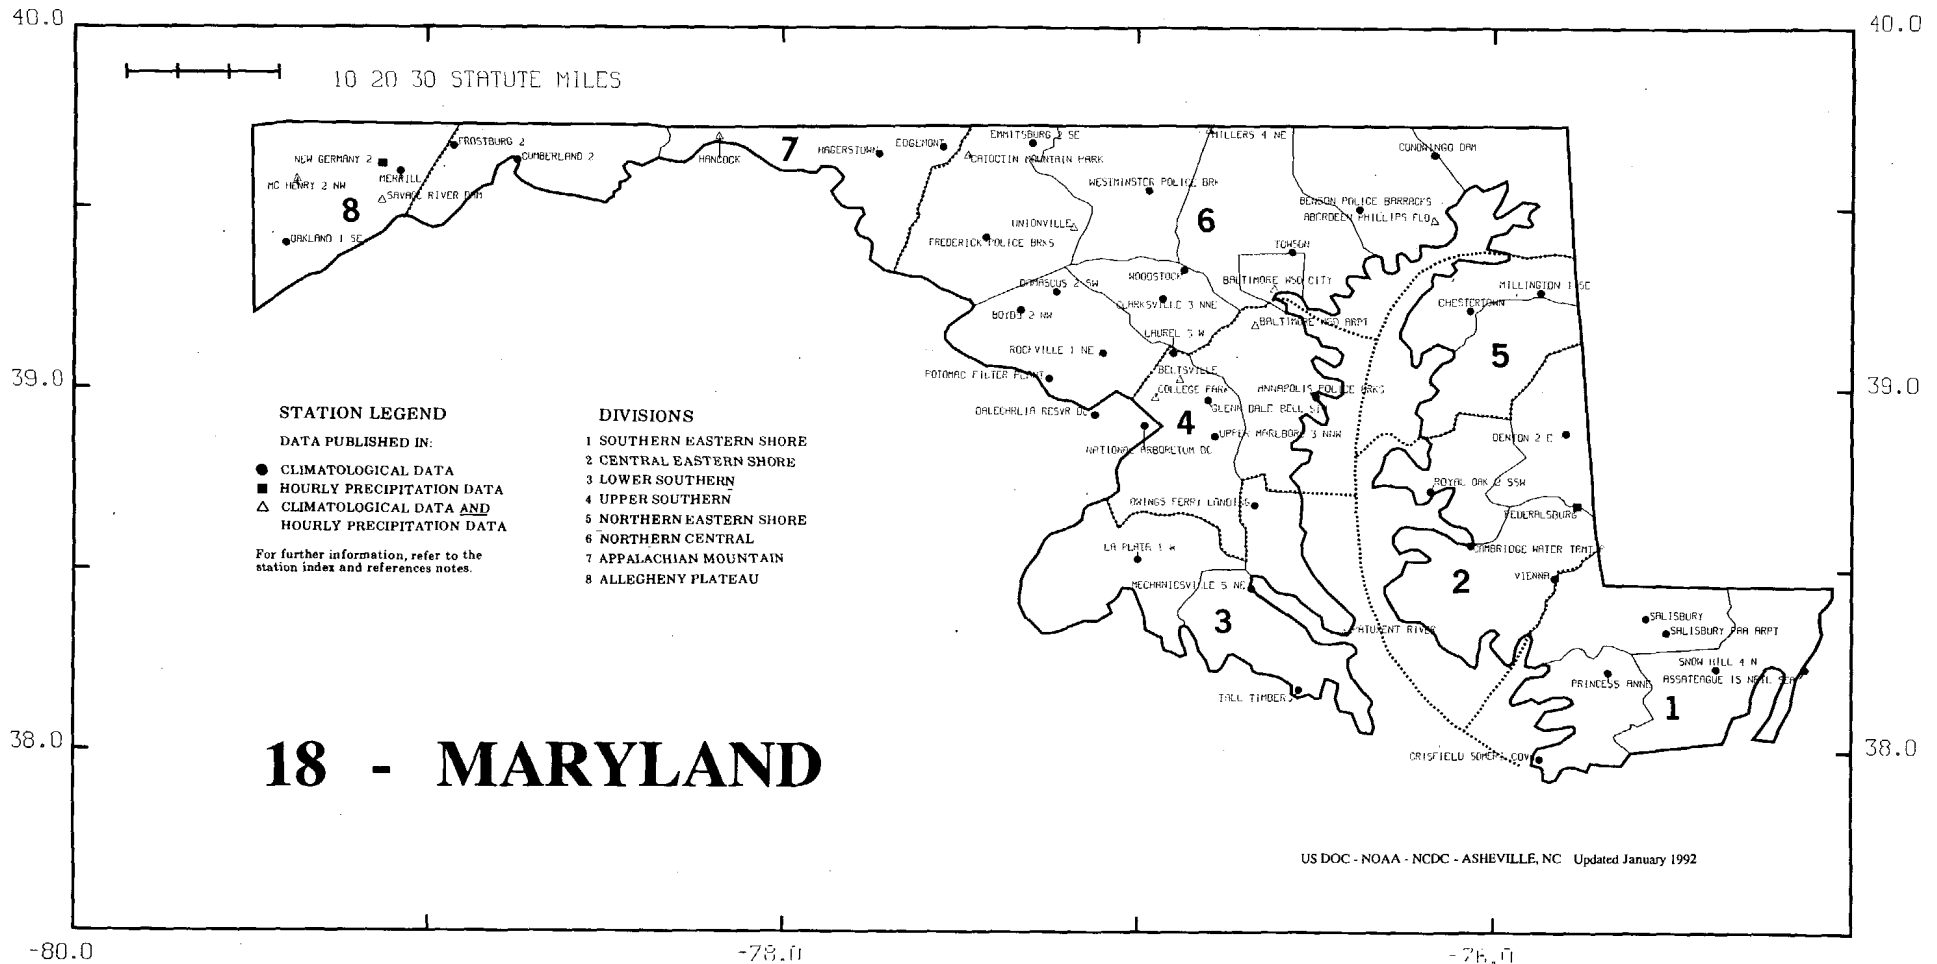 40.0
40.0
10 20 30 STATUTE MILES
FROSTBURG 2
NEW GERMANY 2
CUMBERLAND 2
MERRILL
MC HENRY 2 NW
SAVAGE RIVER DAM
8
OAKLAND 1 SE
HANCOCK
7
HAGERSTOWN
EDGEMONT
EMMITSBURG 2 SE
CATOCTIN MOUNTAIN PARK
MILLERS 4 NE
CONOWINGO DAM
WESTMINSTER POLICE BRK
BENSON POLICE BARRACKS
ABERDEEN PHILLIPS FLD
6
UNIONVILLE
FREDERICK POLICE BRKS
TOWSON
WOODSTOCK
BALTIMORE WSO CITY
DAMASCUS 2 SW
CLARKSVILLE 3 NNE
BOYDS 2 NW
BALTIMORE WSO ARPT
MILLINGTON 1 SE
CHESTERTOWN
LAUREL 3 W
ROCKVILLE 1 NE
5
POTOMAC FILTER PLANT
BELTSVILLE
COLLEGE PARK
ANNAPOLIS POLICE BRKS
39.0
39.0
DALECARLIA RESVR DC
GLENN DALE BELL STN
4
UPPER MARLBORO 3 NNW
NATIONAL ARBORETUM DC
DENTON 2 E
ROYAL OAK 2 SSW
OWINGS FERRY LANDING
FEDERALSBURG
LA PLATA 1 W
CAMBRIDGE WATER TRMT P
MECHANICSVILLE 5 NE
VIENNA
2
3
PATUXENT RIVER
SALISBURY
SALISBURY FAA ARPT
SNOW HILL 4 N
PRINCESS ANNE
ASSATEAGUE IS NATL SEA
TALL TIMBERS
1
CRISFIELD SOMERS COV
STATION LEGEND
DATA PUBLISHED IN:
CLIMATOLOGICAL DATA
HOURLY PRECIPITATION DATA
CLIMATOLOGICAL DATA AND
HOURLY PRECIPITATION DATA
For further information, refer to the
station index and references notes.
DIVISIONS
1 SOUTHERN EASTERN SHORE
2 CENTRAL EASTERN SHORE
3 LOWER SOUTHERN
4 UPPER SOUTHERN
5 NORTHERN EASTERN SHORE
6 NORTHERN CENTRAL
7 APPALACHIAN MOUNTAIN
8 ALLEGHENY PLATEAU
38.0
38.0
18 - MARYLAND
US DOC - NOAA - NCDC - ASHEVILLE, NC Updated January 1992
-80.0
-78.0
-76.0